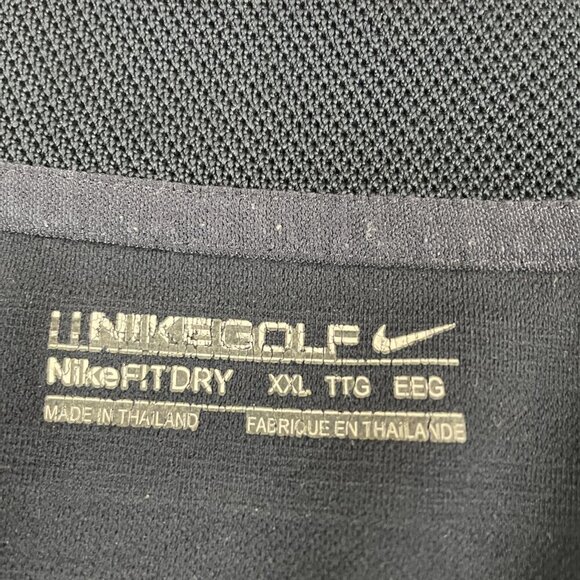 NIKEGOLF
NikeFIT DRY XXL TTG EEG
MADE IN THAILAND FABRIQUE EN THAILANDE